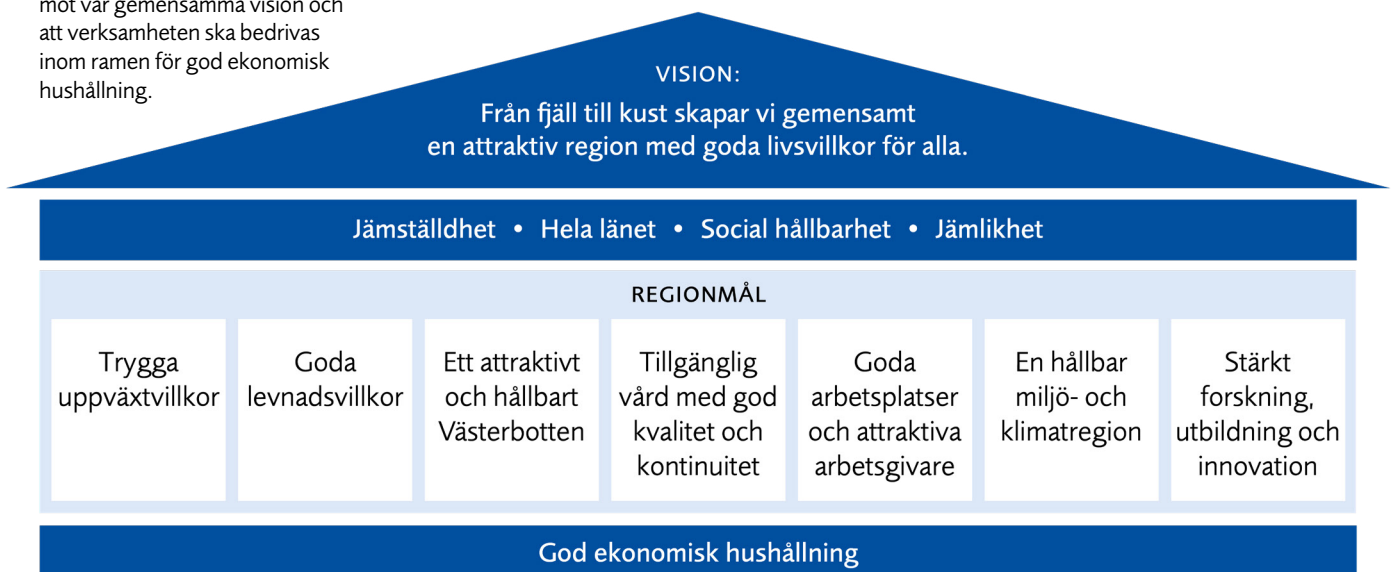 mot vår gemensamma vision och
att verksamheten ska bedrivas
inom ramen för god ekonomisk
hushållning.
VISION:
Från fjäll till kust skapar vi gemensamt
en attraktiv region med goda livsvillkor för alla.
Jämställdhet • Hela länet • Social hållbarhet • Jämlikhet
REGIONMÅL
Trygga
uppväxtvillkor
Goda
levnadsvillkor
Ett attraktivt
och hållbart
Västerbotten
Tillgänglig
vård med god
kvalitet och
kontinuitet
Goda
arbetsplatser
och attraktiva
arbetsgivare
En hållbar
miljö- och
klimatregion
Stärkt
forskning,
utbildning och
innovation
God ekonomisk hushållning